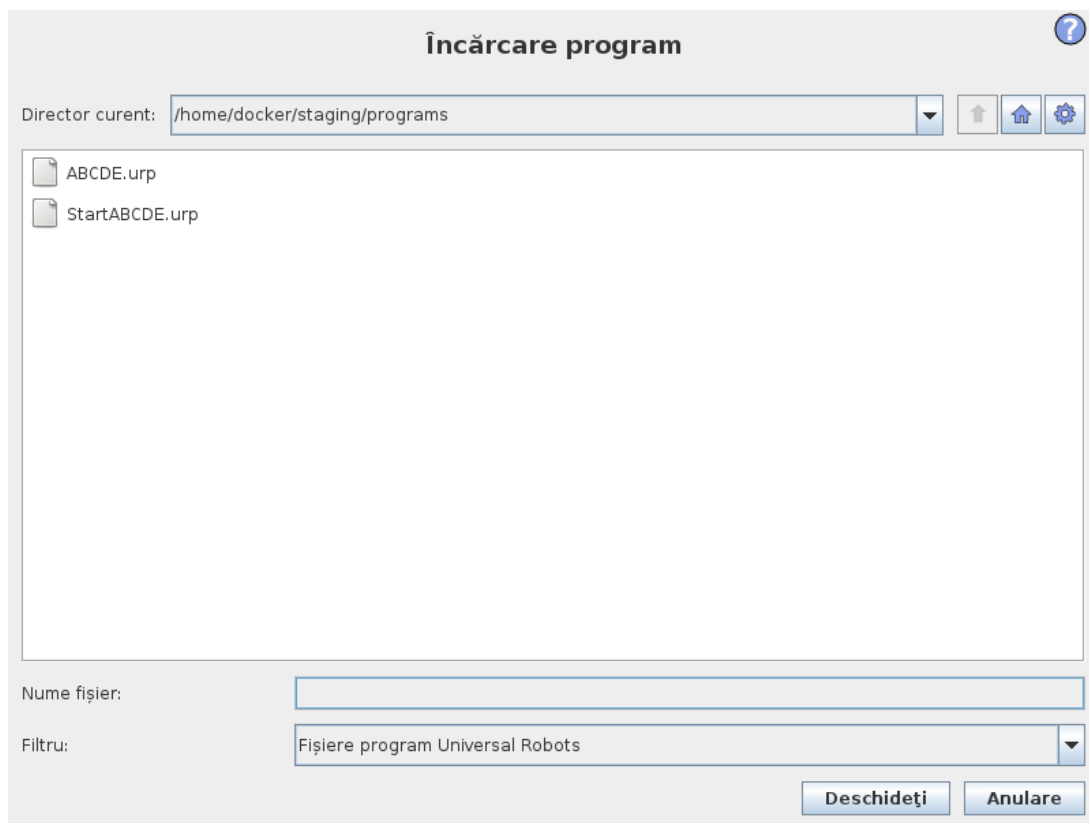 Încărcare program
?
Director curent: /home/docker/staging/programs
ABCDE.urp
StartABCDE.urp
Nume fișier:
Filtru: Fișiere program Universal Robots
Deschideţi Anulare